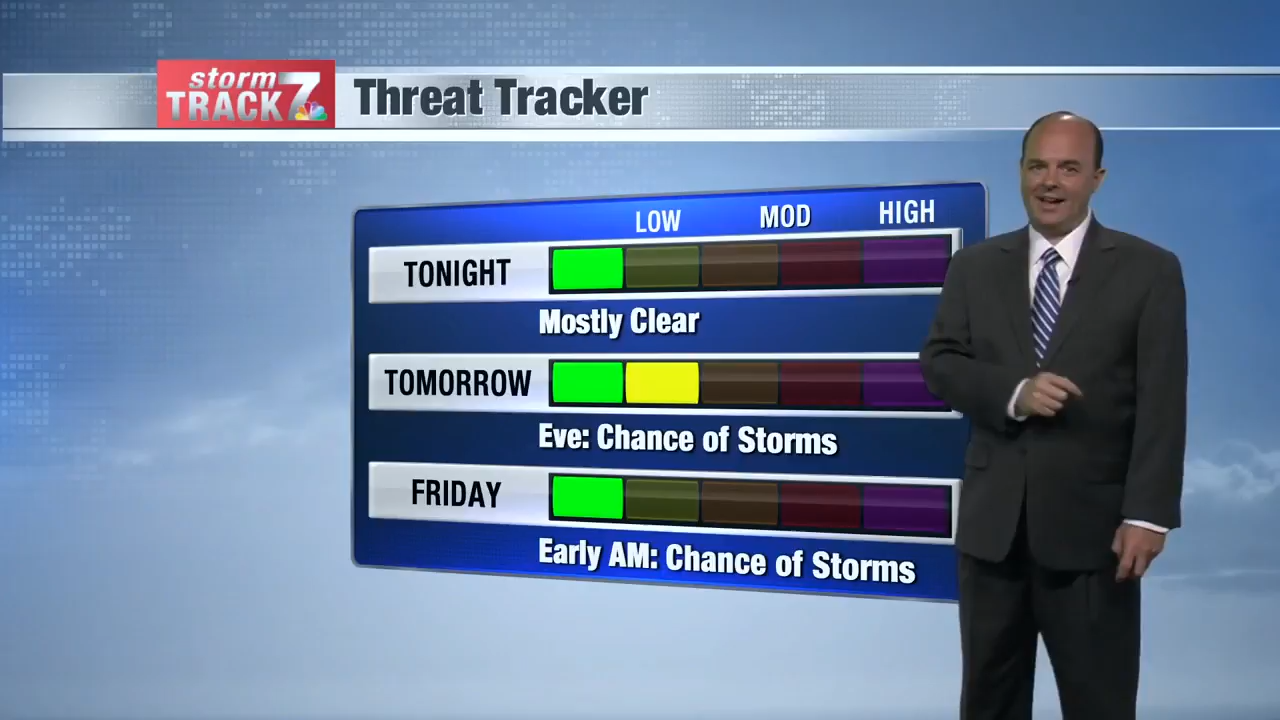 storm
TRACK 7
Threat Tracker
LOW MOD HIGH
TONIGHT
Mostly Clear
TOMORROW
Eve: Chance of Storms
FRIDAY
Early AM: Chance of Storms